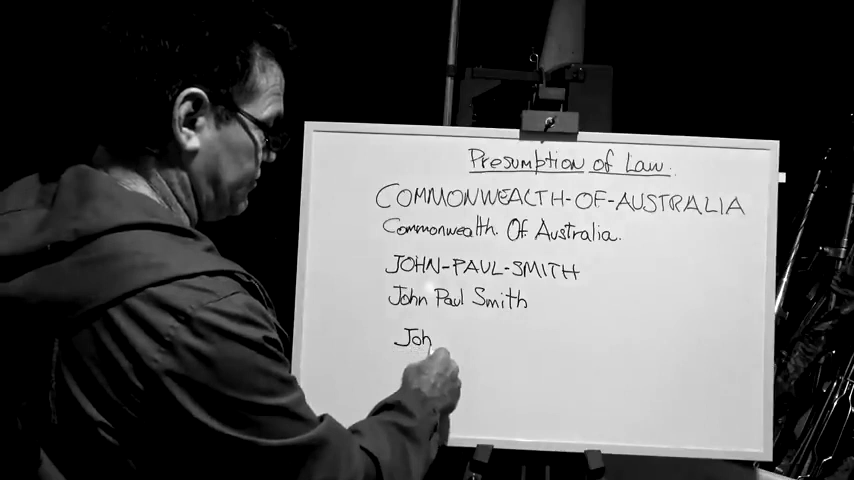 Presumption of Law.
COMMONWEALTH-OF-AUSTRALIA
Commonwealth. Of Australia.
JOHN-PAUL-SMITH
John Paul Smith
Joh